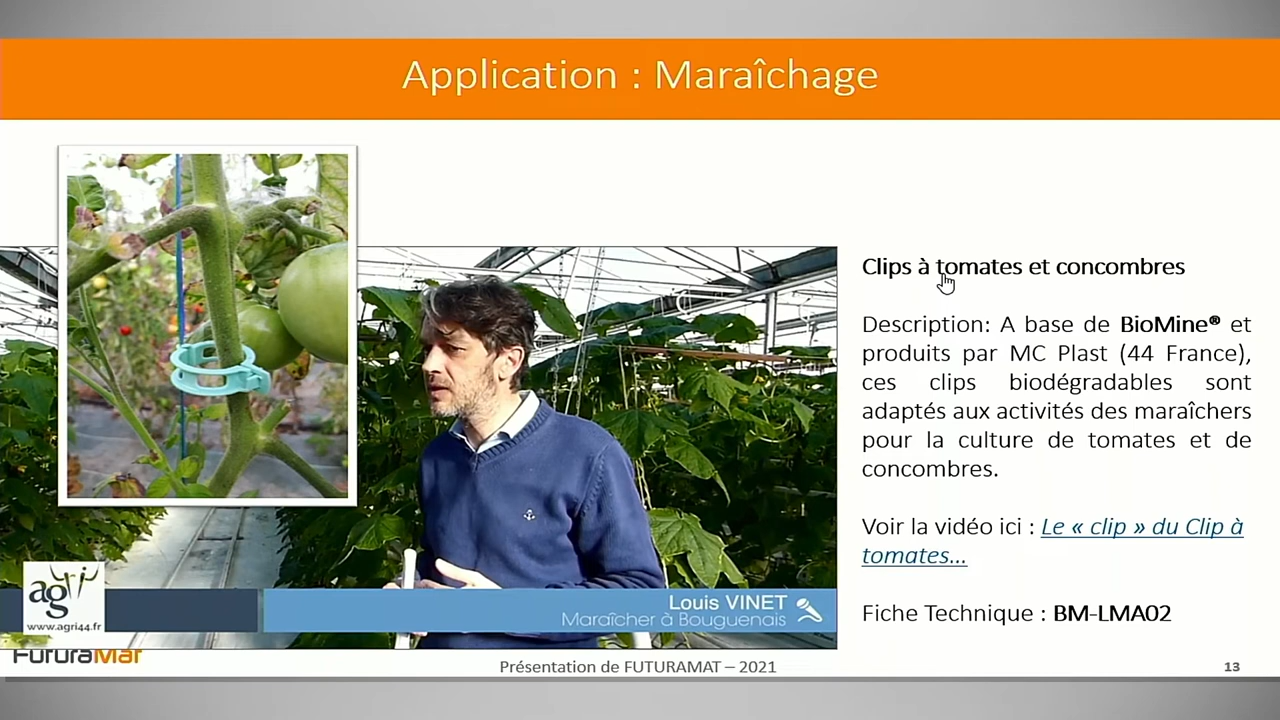 Application : Maraîchage
Clips à tomates et concombres
Description: A base de BioMine® et
produits par MC Plast (44 France),
ces clips biodégradables sont
adaptés aux activités des maraîchers
pour la culture de tomates et de
concombres.
Voir la vidéo ici : Le « clip » du Clip à
tomates...
Fiche Technique : BM-LMA02
agri
www.agri44.fr
Louis VINET
Maraîcher à Bouguenais
FuturaMat
Présentation de FUTURAMAT – 2021
13